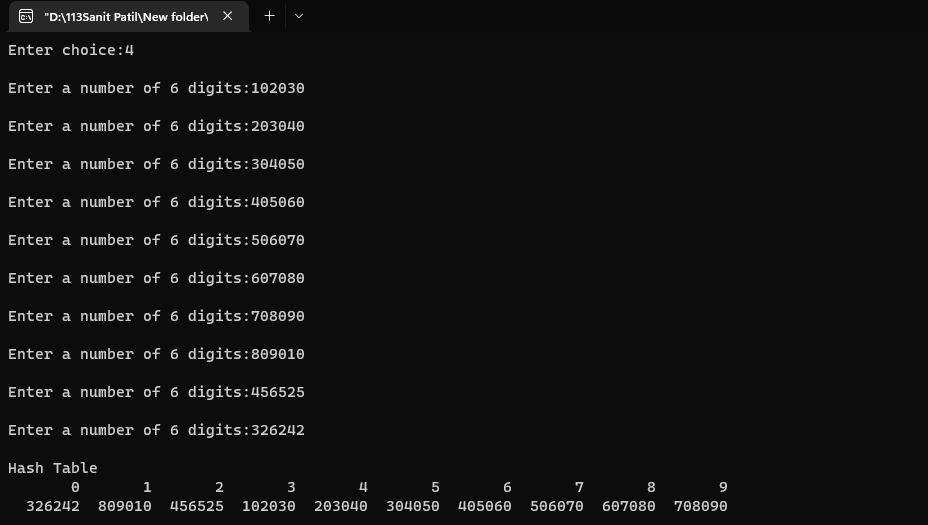 "D:\113Sanit Patil\New folder\
Enter choice:4
Enter a number of 6 digits:102030
Enter a number of 6 digits:203040
Enter a number of 6 digits:304050
Enter a number of 6 digits:405060
Enter a number of 6 digits:506070
Enter a number of 6 digits:607080
Enter a number of 6 digits:708090
Enter a number of 6 digits:809010
Enter a number of 6 digits:456525
Enter a number of 6 digits:326242
Hash Table
0 1 2 3 4 5 6 7 8 9
326242 809010 456525 102030 203040 304050 405060 506070 607080 708090